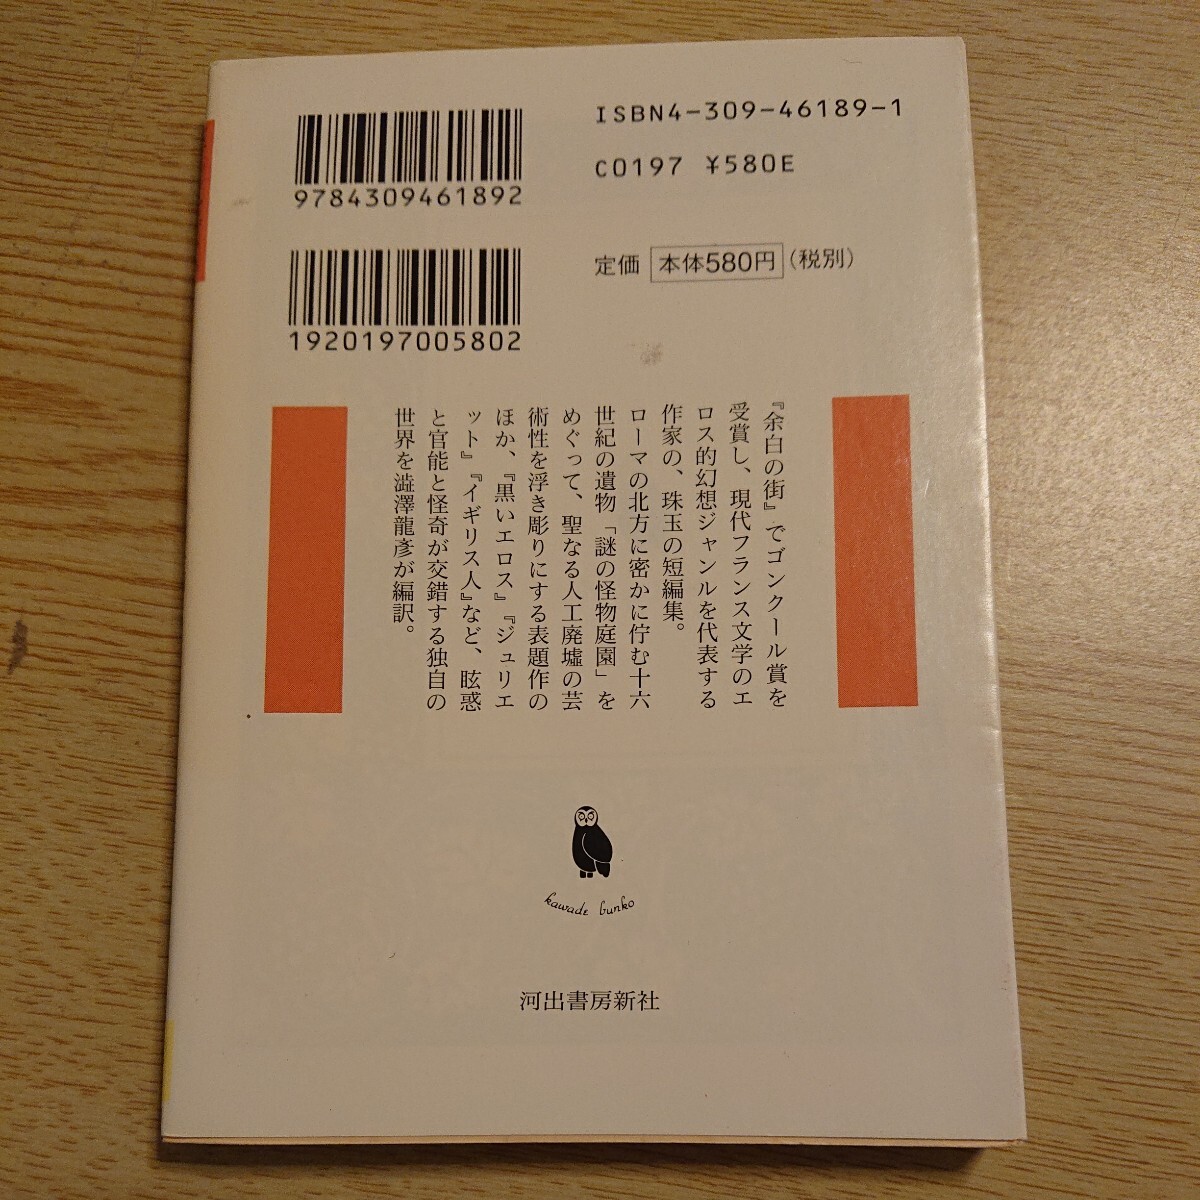 ISBN4-309-46189-1
C0197 ¥580E
9784309461892
定価 本体580円 (税別)
1920197005802
『余白の街』でゴンクール賞を
受賞し、現代フランス文学のエ
ロス的幻想ジャンルを代表する
作家の、珠玉の短編集。
ローマの北方に密かに佇む十六
世紀の遺物「謎の怪物庭園」を
めぐって、聖なる人工廃墟の芸
術性を浮き彫りにする表題作の
ほか、『黒いエロス』『ジュリエ
ット』『イギリス人』など、眩惑
と官能と怪奇が交錯する独自の
世界を澁澤龍彦が編訳。
kawade bunko
河出書房新社